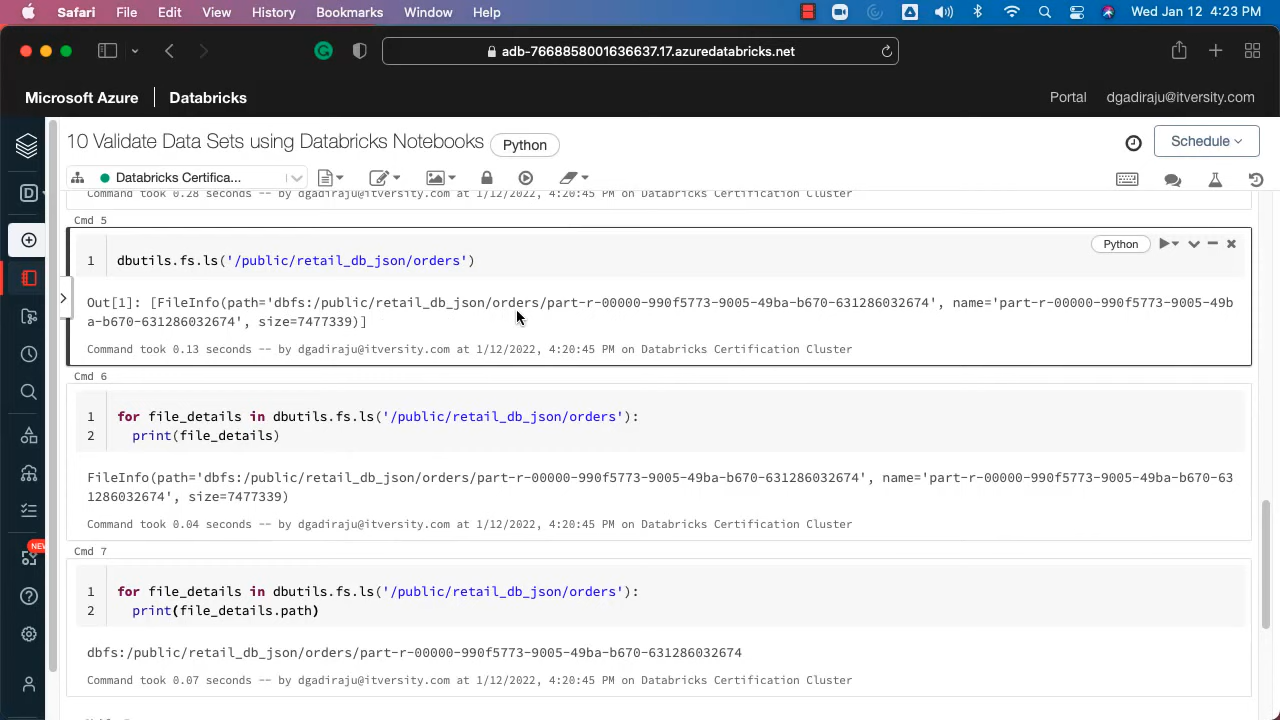 Safari File Edit View History Bookmarks Window Help Wed Jan 12 4:23 PM
adb-7668858001636637.17.azuredatabricks.net
Microsoft Azure Databricks Portal dgadiraju@itversity.com
10 Validate Data Sets using Databricks Notebooks Python Schedule
Databricks Certifica...
Command took 0.28 seconds -- by dgadiraju@itversity.com at 1/12/2022, 4:20:45 PM on Databricks Certification Cluster
Cmd 5
Python
1 dbutils.fs.ls('/public/retail_db_json/orders')
Out[1]: [FileInfo(path='dbfs:/public/retail_db_json/orders/part-r-00000-990f5773-9005-49ba-b670-631286032674', name='part-r-00000-990f5773-9005-49b
a-b670-631286032674', size=7477339)]
Command took 0.13 seconds -- by dgadiraju@itversity.com at 1/12/2022, 4:20:45 PM on Databricks Certification Cluster
Cmd 6
1 for file_details in dbutils.fs.ls('/public/retail_db_json/orders'):
2 print(file_details)
FileInfo(path='dbfs:/public/retail_db_json/orders/part-r-00000-990f5773-9005-49ba-b670-631286032674', name='part-r-00000-990f5773-9005-49ba-b670-63
1286032674', size=7477339)
Command took 0.04 seconds -- by dgadiraju@itversity.com at 1/12/2022, 4:20:45 PM on Databricks Certification Cluster
Cmd 7
NEW
1 for file_details in dbutils.fs.ls('/public/retail_db_json/orders'):
2 print(file_details.path)
dbfs:/public/retail_db_json/orders/part-r-00000-990f5773-9005-49ba-b670-631286032674
Command took 0.07 seconds -- by dgadiraju@itversity.com at 1/12/2022, 4:20:45 PM on Databricks Certification Cluster